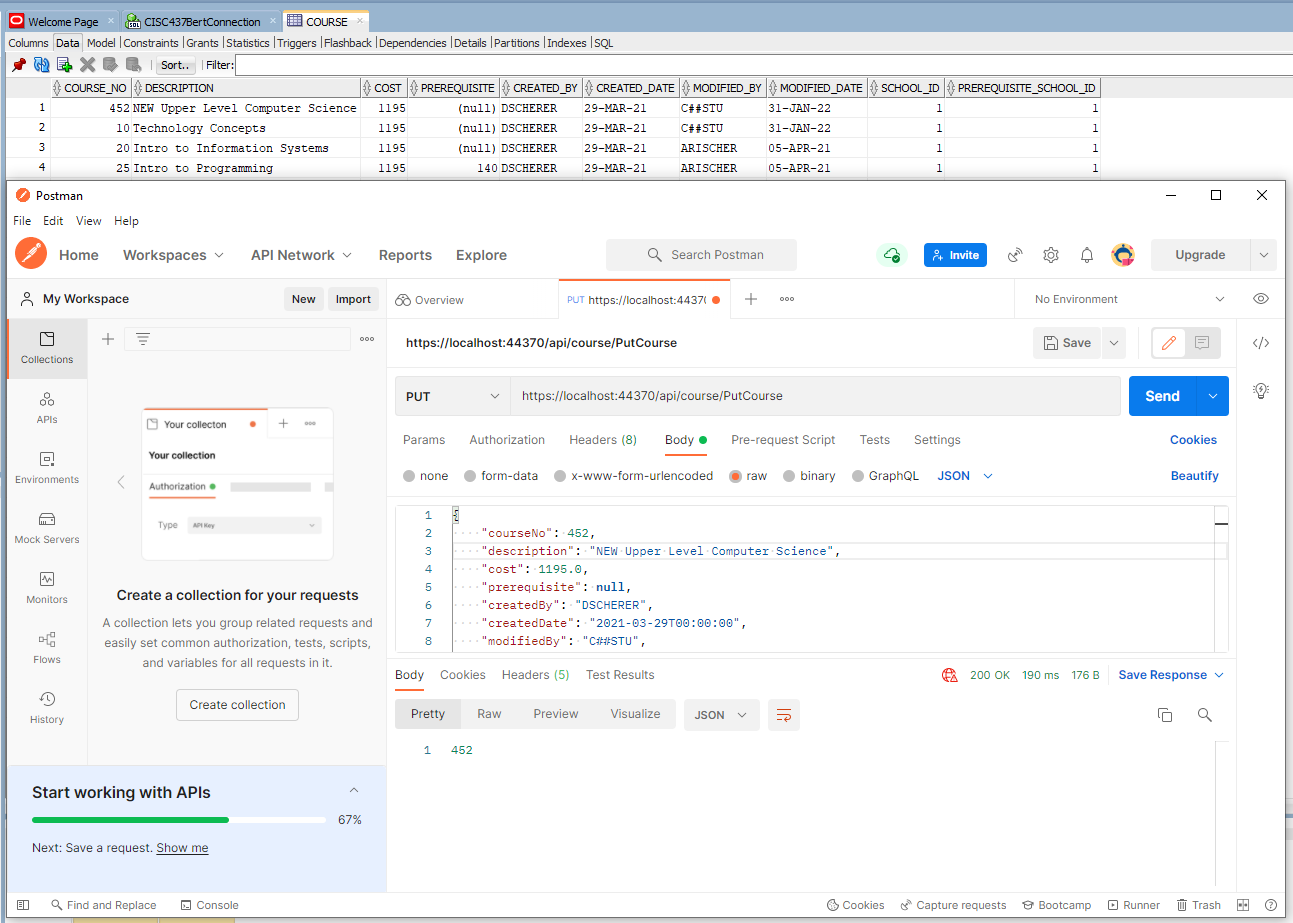 Welcome Page CISC437BertConnection COURSE
Columns Data Model Constraints Grants Statistics Triggers Flashback Dependencies Details Partitions Indexes SQL
Sort.. Filter:
COURSE_NO DESCRIPTION COST PREREQUISITE CREATED_BY CREATED_DATE MODIFIED_BY MODIFIED_DATE SCHOOL_ID PREREQUISITE_SCHOOL_ID
1 452 NEW Upper Level Computer Science 1195 (null) DSCHERER 29-MAR-21 C##STU 31-JAN-22 1 1
2 10 Technology Concepts 1195 (null) DSCHERER 29-MAR-21 C##STU 31-JAN-22 1 1
3 20 Intro to Information Systems 1195 (null) DSCHERER 29-MAR-21 ARISCHER 05-APR-21 1 1
4 25 Intro to Programming 1195 140 DSCHERER 29-MAR-21 ARISCHER 05-APR-21 1 1
Postman
File Edit View Help
Home Workspaces API Network Reports Explore Search Postman Invite Upgrade
My Workspace New Import Overview PUT https://localhost:4437( No Environment
https://localhost:44370/api/course/PutCourse Save
PUT https://localhost:44370/api/course/PutCourse Send
Params Authorization Headers (8) Body Pre-request Script Tests Settings Cookies
none form-data x-www-form-urlencoded raw binary GraphQL JSON Beautify
1 {
2 "courseNo": 452,
3 "description": "NEW Upper Level Computer Science",
4 "cost": 1195.0,
5 "prerequisite": null,
6 "createdBy": "DSCHERER",
7 "createdDate": "2021-03-29T00:00:00",
8 "modifiedBy": "C##STU",
Body Cookies Headers (5) Test Results 200 OK 190 ms 176 B Save Response
Pretty Raw Preview Visualize JSON
1 452
Collections
APIs
Environments
Mock Servers
Monitors
Flows
History
Your collecton
Your collection
Authorization
Type API Key
Create a collection for your requests
A collection lets you group related requests and
easily set common authorization, tests, scripts,
and variables for all requests in it.
Create collection
Start working with APIs
67%
Next: Save a request. Show me
Find and Replace Console Cookies Capture requests Bootcamp Runner Trash